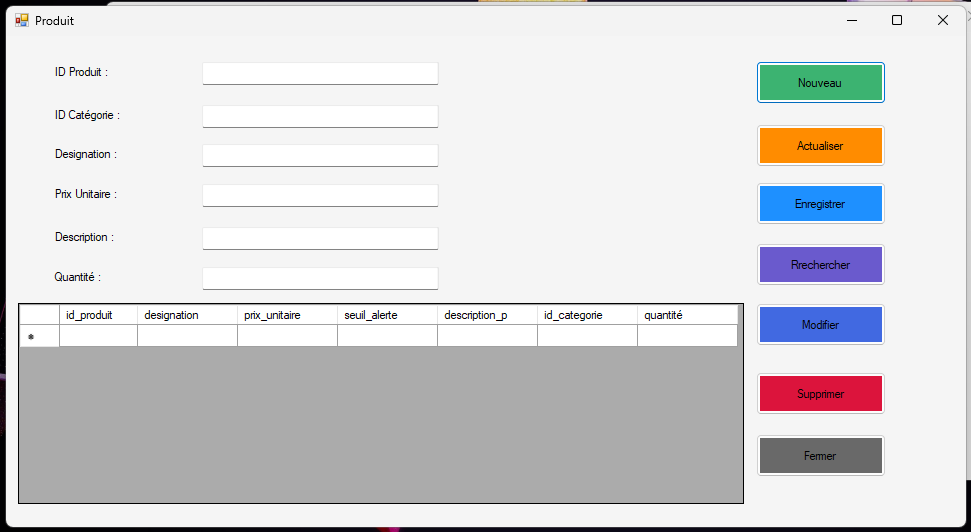 Produit
ID Produit :
Nouveau
ID Catégorie :
Actualiser
Designation :
Prix Unitaire :
Enregistrer
Description :
Rrechercher
Quantité :
id_produit designation prix_unitaire seuil_alerte description_p id_categorie quantité
*
Modifier
Supprimer
Fermer